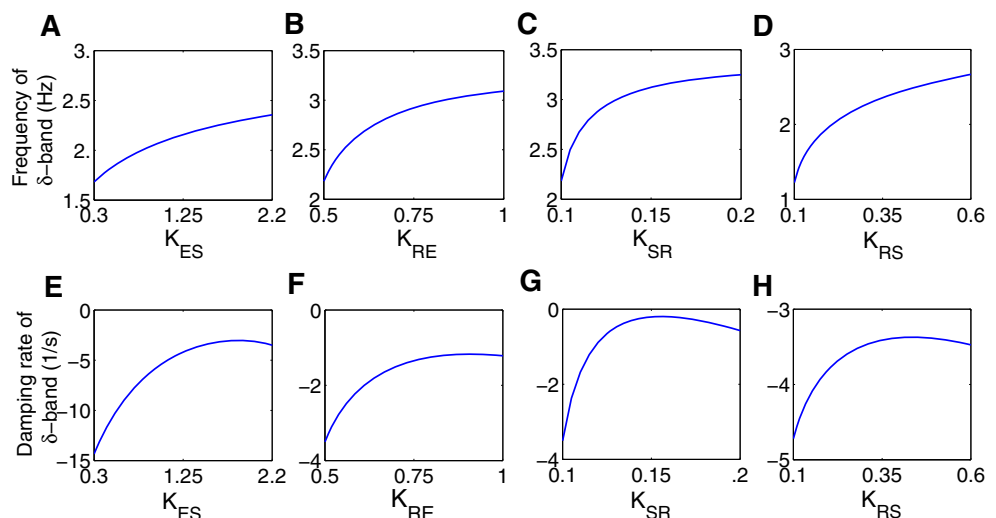 A
B
C
D
Frequency of
δ−band (Hz)
3.
2.5
2.
1.5
0.3 1.25 2.2
K_ES
3.5
3
2.5
2
0.5 0.75 1
K_RE
3.5
3
2.5
2
0.1 0.15 0.2
K_SR
3
2
1
0.1 0.35 0.6
K_RS
E
F
G
H
Damping rate of
δ−band (1/s)
0
−5
−10
−15
0.3 1.25 2.2
K_ES
0
−2
−4
0.5 0.75 1
K_RE
0
−2
−4
0.1 0.15 .2
K_SR
−3
−4
−5
0.1 0.35 0.6
K_RS